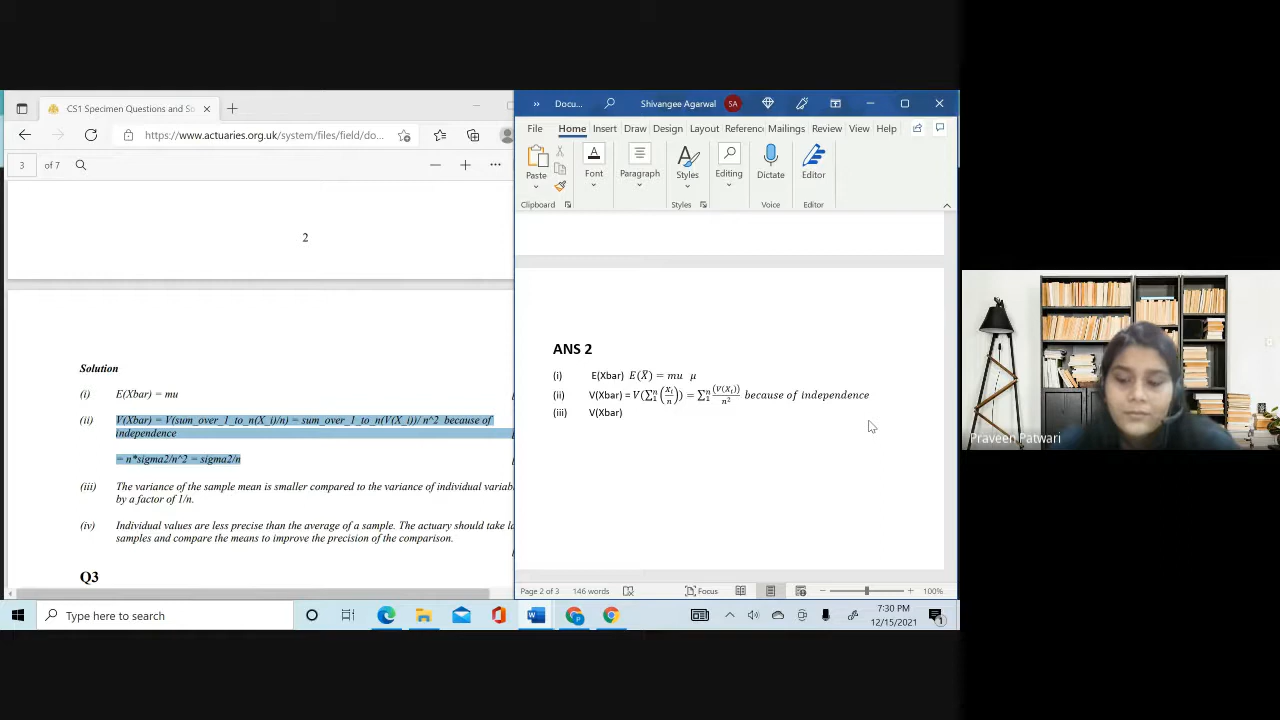 CS1 Specimen Questions and So
https://www.actuaries.org.uk/system/files/field/do...
3 of 7
2
Solution
(i) E(Xbar) = mu
(ii) V(Xbar) = V(sum_over_1_to_n(X_i)/n) = sum_over_1_to_n(V(X_i))/ n^2 because of
independence
= n*sigma2/n^2 = sigma2/n
(iii) The variance of the sample mean is smaller compared to the variance of individual variab
by a factor of 1/n.
(iv) Individual values are less precise than the average of a sample. The actuary should take la
samples and compare the means to improve the precision of the comparison.
Q3
Docu... Shivangee Agarwal SA
File Home Insert Draw Design Layout Referenc Mailings Review View Help
Paste Font Paragraph Styles Editing Dictate Editor
Clipboard Styles Voice Editor
ANS 2
(i) E(Xbar) E(X̄) = mu μ
(ii) V(Xbar) = V(∑₁ⁿ(Xᵢ/n)) = ∑₁ⁿ (V(Xᵢ))/n² because of independence
(iii) V(Xbar)
Page 2 of 3 146 words Focus 100%
Type here to search
7:30 PM
12/15/2021
1
Praveen Patwari